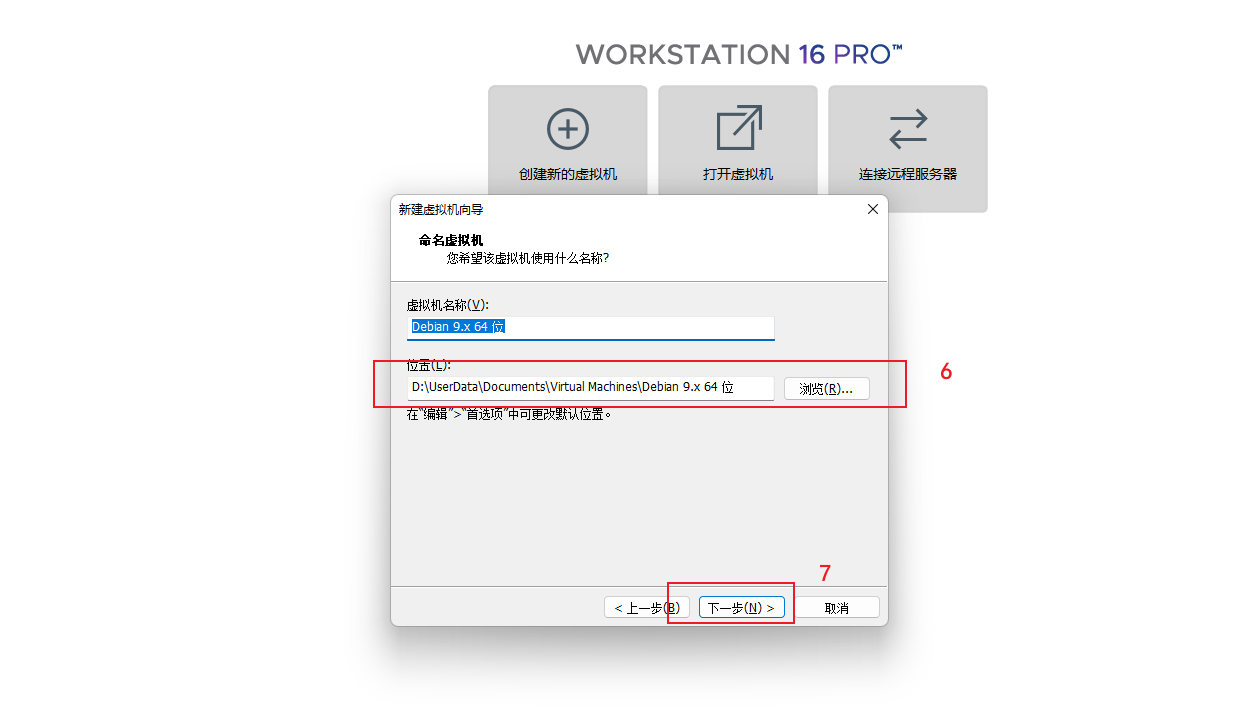 WORKSTATION 16 PRO™
创建新的虚拟机
打开虚拟机
连接远程服务器
新建虚拟机向导
命名虚拟机
您希望该虚拟机使用什么名称?
虚拟机名称(V):
Debian 9.x 64 位
位置(L):
6
D:\UserData\Documents\Virtual Machines\Debian 9.x 64 位
浏览(R)...
在“编辑”>“首选项”中可更改默认位置。
7
< 上一步(B)
下一步(N) >
取消